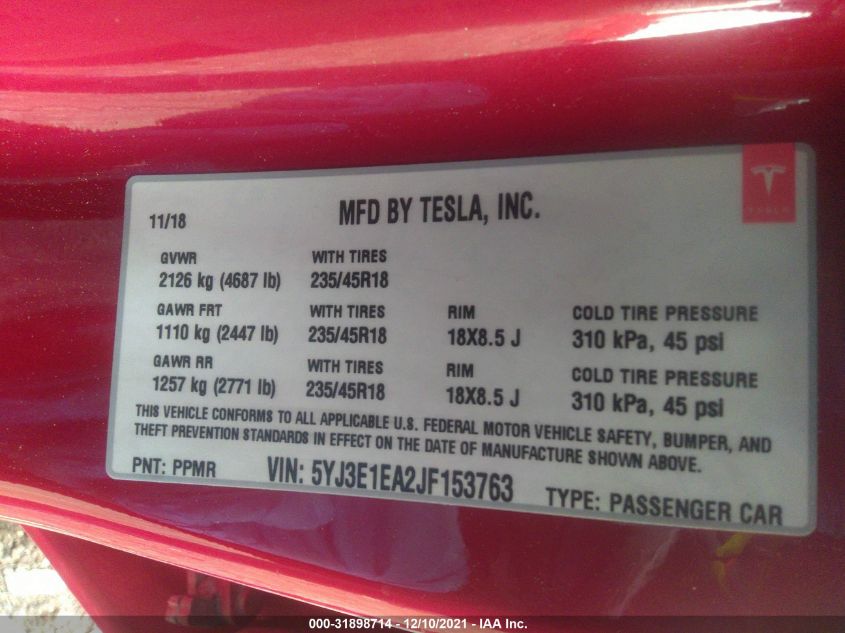 11/18 MFD BY TESLA, INC.
TESLA
GVWR WITH TIRES
2126 kg (4687 lb) 235/45R18
GAWR FRT WITH TIRES RIM COLD TIRE PRESSURE
1110 kg (2447 lb) 235/45R18 18X8.5 J 310 kPa, 45 psi
GAWR RR WITH TIRES RIM COLD TIRE PRESSURE
1257 kg (2771 lb) 235/45R18 18X8.5 J 310 kPa, 45 psi
THIS VEHICLE CONFORMS TO ALL APPLICABLE U.S. FEDERAL MOTOR VEHICLE SAFETY, BUMPER, AND
THEFT PREVENTION STANDARDS IN EFFECT ON THE DATE OF MANUFACTURE SHOWN ABOVE.
PNT: PPMR VIN: 5YJ3E1EA2JF153763 TYPE: PASSENGER CAR
000-31898714 - 12/10/2021 - IAA Inc.